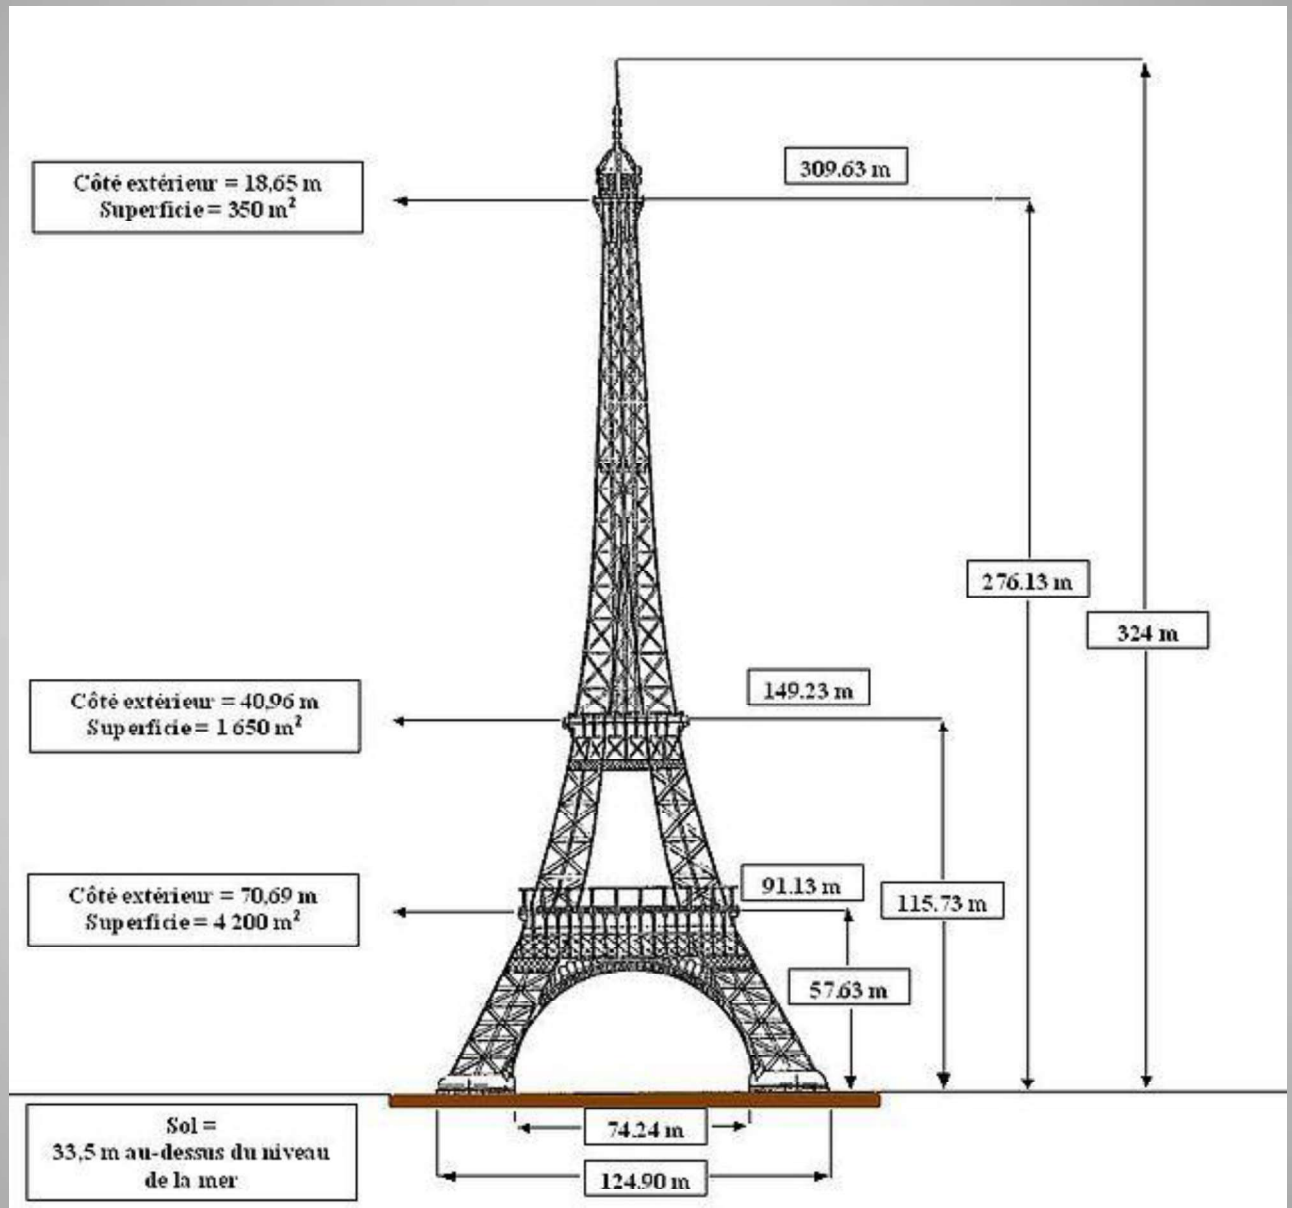 309.63 m
Côté extérieur = 18,65 m
Superficie = 350 m²
276.13 m
324 m
149.23 m
Côté extérieur = 40,96 m
Superficie = 1 650 m²
91.13 m
Côté extérieur = 70,69 m
Superficie = 4 200 m²
115.73 m
57.63 m
Sol =
33,5 m au-dessus du niveau
de la mer
74.24 m
124.90 m